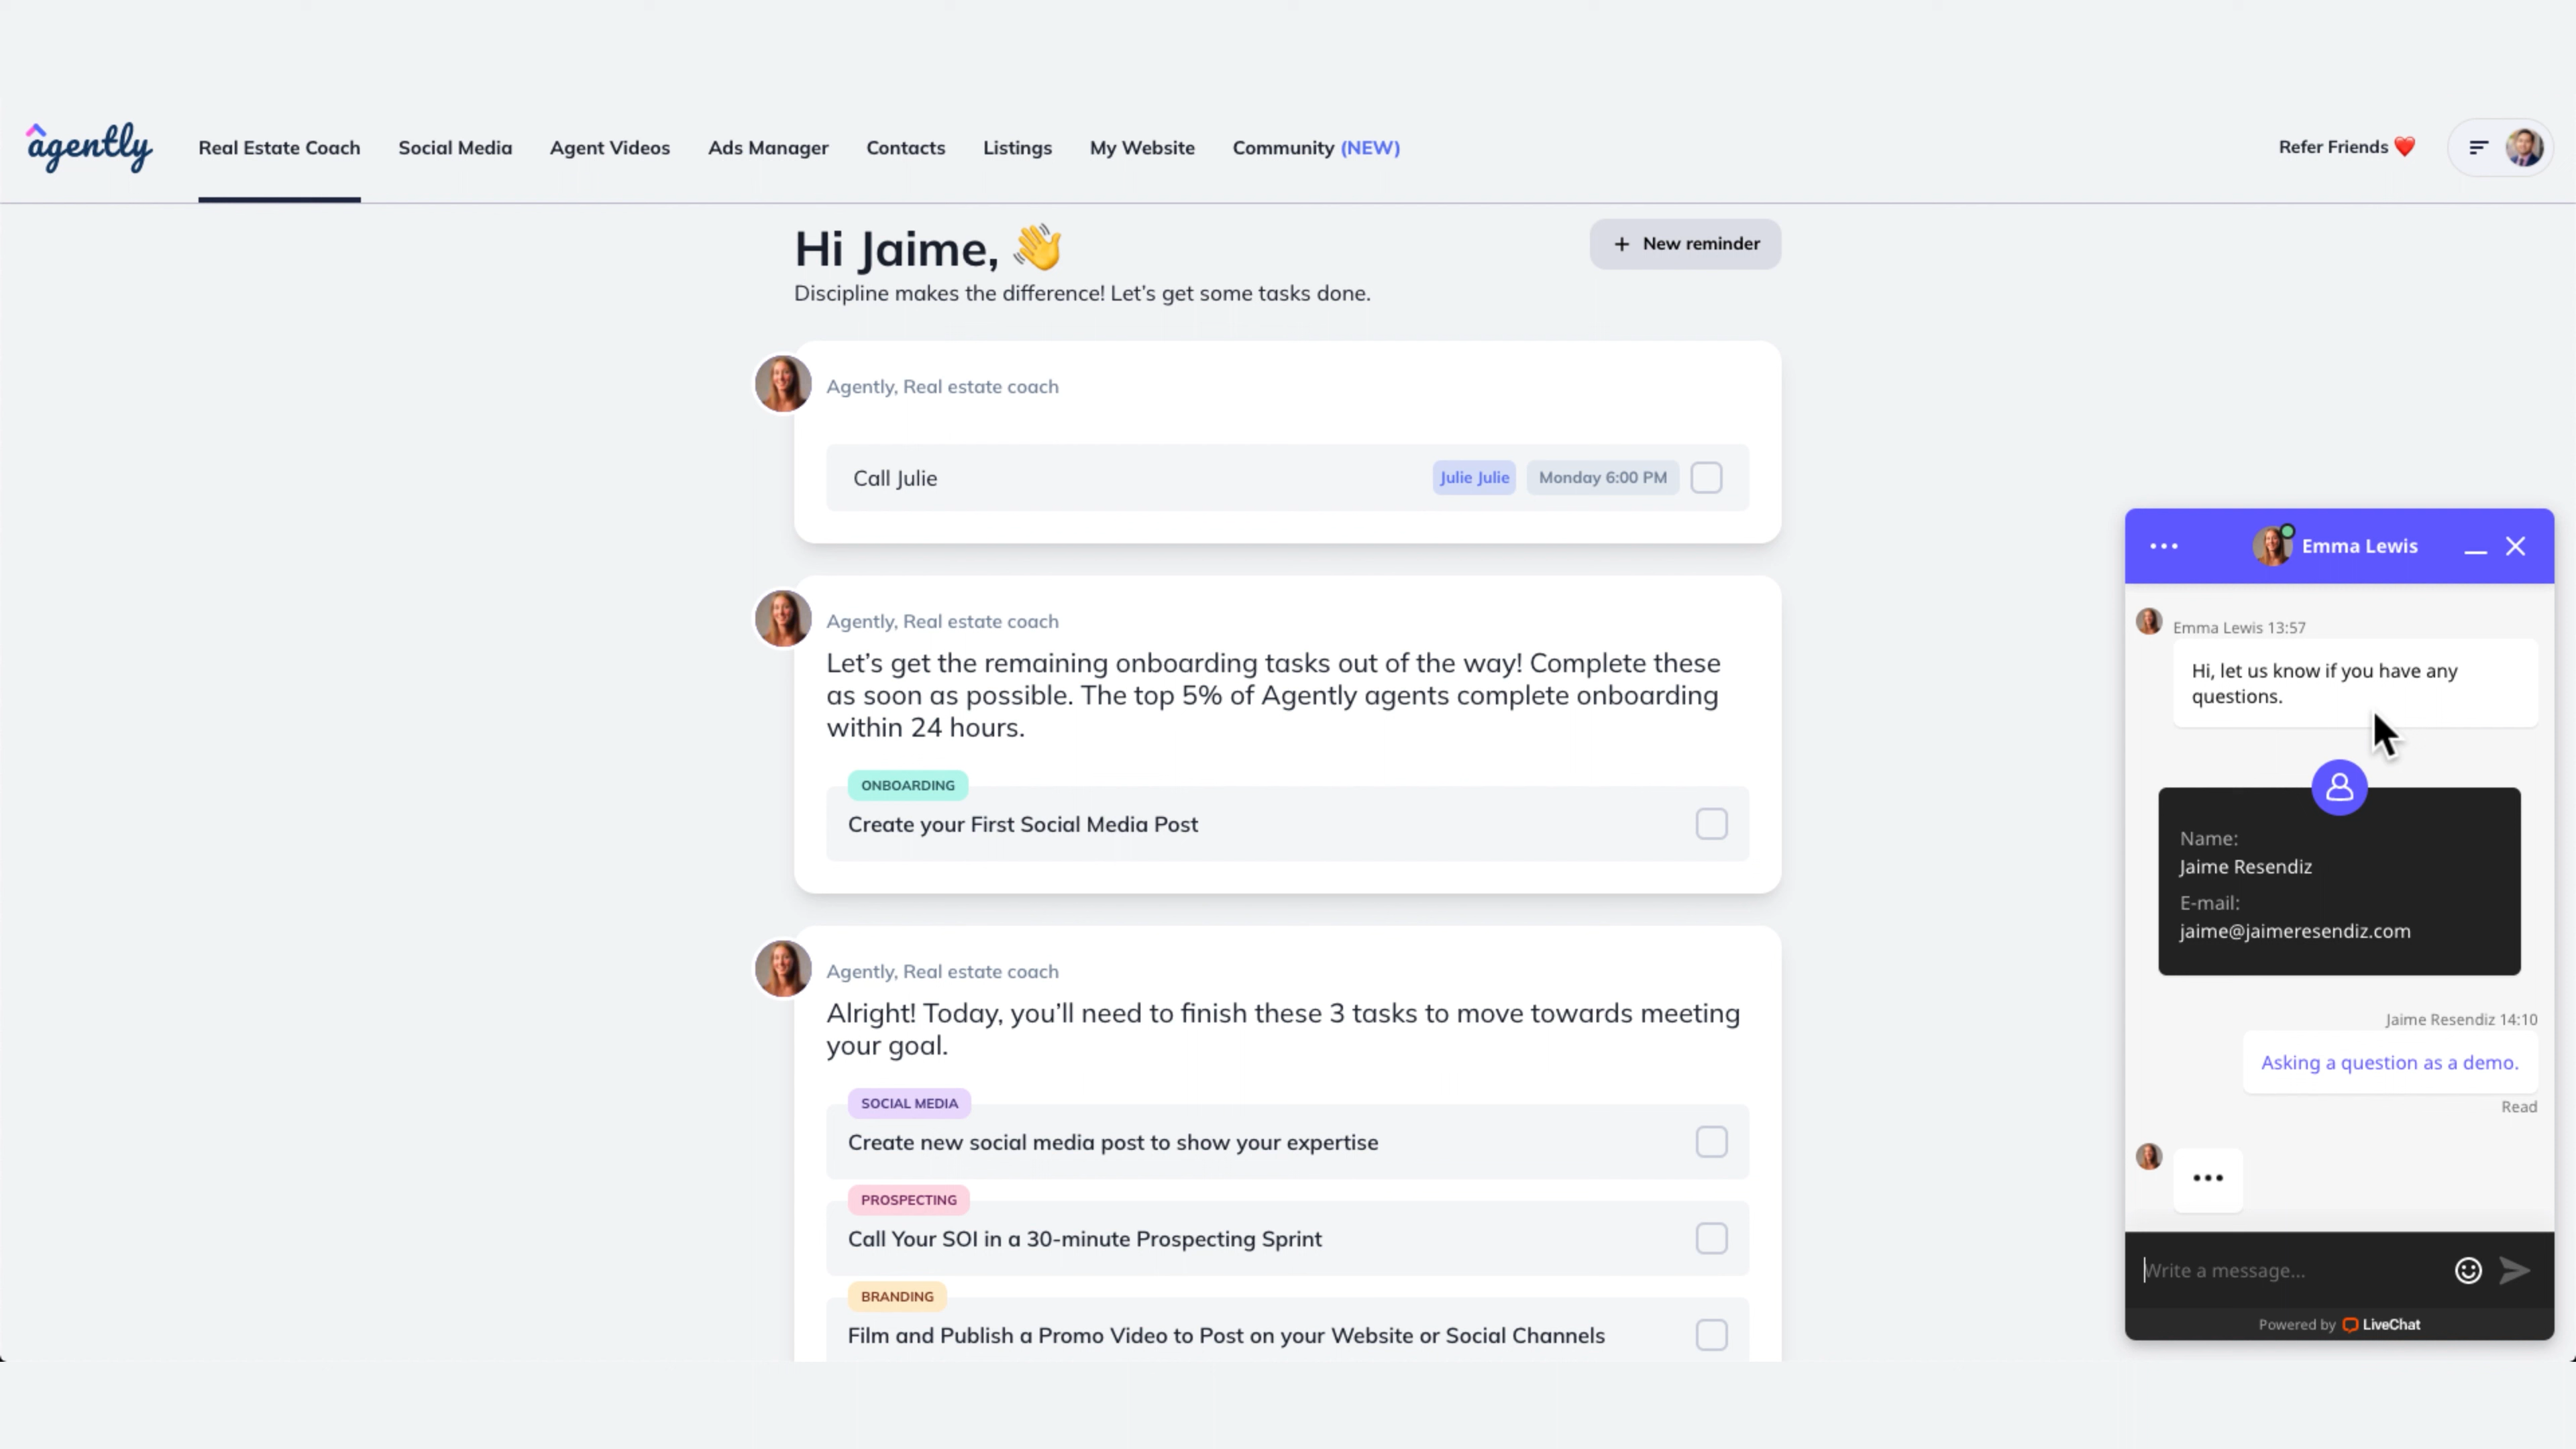 agently
Real Estate Coach
Social Media
Agent Videos
Ads Manager
Contacts
Listings
My Website
Community (NEW)
Refer Friends ❤️
Hi Jaime, 👋
+ New reminder
Discipline makes the difference! Let's get some tasks done.
Agently, Real estate coach
Call Julie
Julie Julie
Monday 6:00 PM
Agently, Real estate coach
Let's get the remaining onboarding tasks out of the way! Complete these
as soon as possible. The top 5% of Agently agents complete onboarding
within 24 hours.
ONBOARDING
Create your First Social Media Post
Agently, Real estate coach
Alright! Today, you'll need to finish these 3 tasks to move towards meeting
your goal.
SOCIAL MEDIA
Create new social media post to show your expertise
PROSPECTING
Call Your SOI in a 30-minute Prospecting Sprint
BRANDING
Film and Publish a Promo Video to Post on your Website or Social Channels
Emma Lewis
Emma Lewis 13:57
Hi, let us know if you have any
questions.
Name:
Jaime Resendiz
E-mail:
jaime@jaimeresendiz.com
Jaime Resendiz 14:10
Asking a question as a demo.
Read
Write a message...
Powered by LiveChat